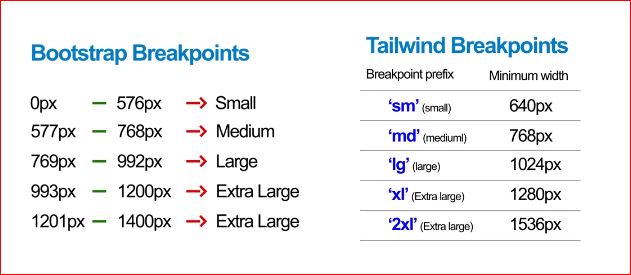 Bootstrap Breakpoints
0px – 576px → Small
577px – 768px → Medium
769px – 992px → Large
993px – 1200px → Extra Large
1201px – 1400px → Extra Large
Tailwind Breakpoints
Breakpoint prefix Minimum width
‘sm’ (small) 640px
‘md’ (mediuml) 768px
‘lg’ (large) 1024px
‘xl’ (Extra large) 1280px
‘2xl’ (Extra large) 1536px